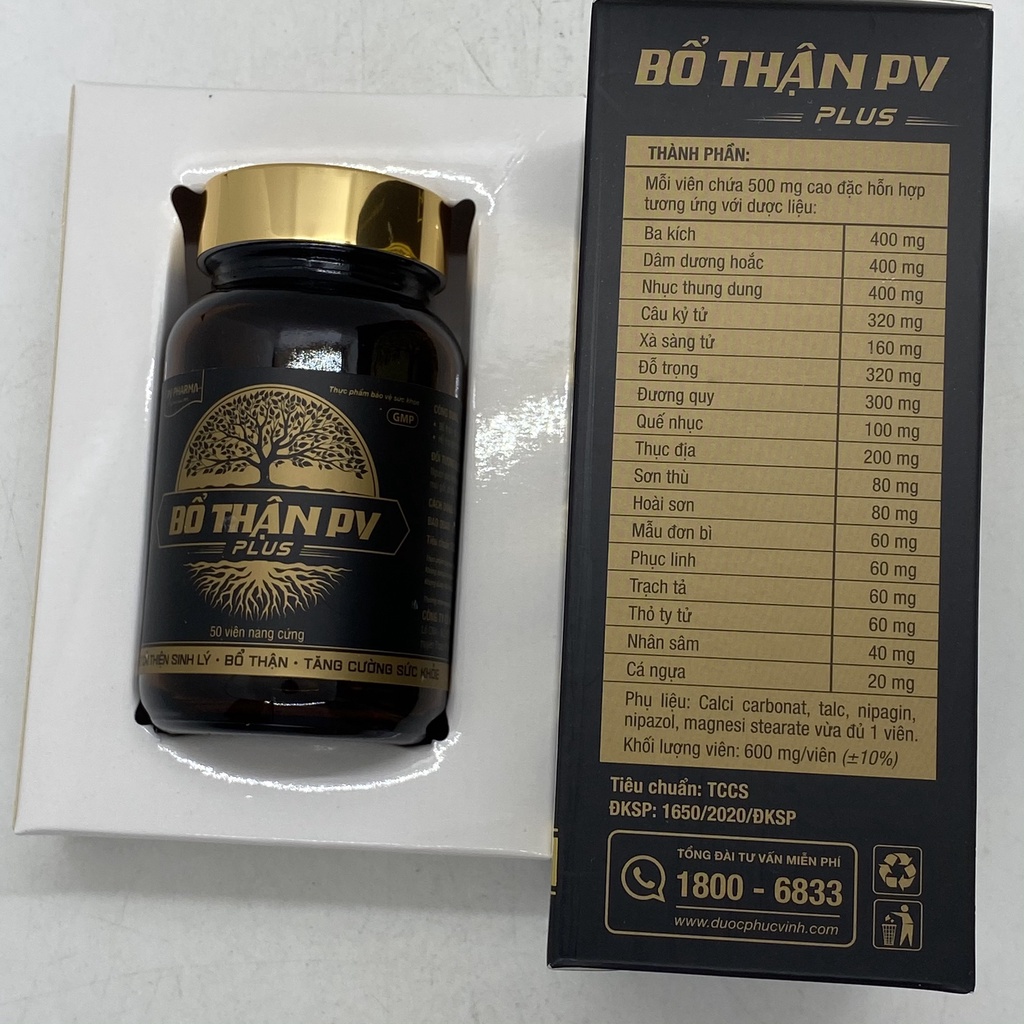 PHARMA
Thực phẩm bảo vệ sức khỏe
GMP
BỔ THẬN PV
PLUS
50 viên nang cứng
THIỆN SINH LÝ • BỔ THẬN • TĂNG CƯỜNG SỨC KHỎE
BỔ THẬN PV
PLUS
THÀNH PHẦN:
Mỗi viên chứa 500 mg cao đặc hỗn hợp
tương ứng với dược liệu:
Ba kích 400 mg
Dâm dương hoắc 400 mg
Nhục thung dung 400 mg
Câu kỷ tử 320 mg
Xà sàng tử 160 mg
Đỗ trọng 320 mg
Đương quy 300 mg
Quế nhục 100 mg
Thục địa 200 mg
Sơn thù 80 mg
Hoài sơn 80 mg
Mẫu đơn bì 60 mg
Phục linh 60 mg
Trạch tả 60 mg
Thỏ ty tử 60 mg
Nhân sâm 40 mg
Cá ngựa 20 mg
Phụ liệu: Calci carbonat, talc, nipagin,
nipazol, magnesi stearate vừa đủ 1 viên.
Khối lượng viên: 600 mg/viên (±10%)
Tiêu chuẩn: TCCS
ĐKSP: 1650/2020/ĐKSP
TỔNG ĐÀI TƯ VẤN MIỄN PHÍ
1800 - 6833
www.duocphucvinh.com